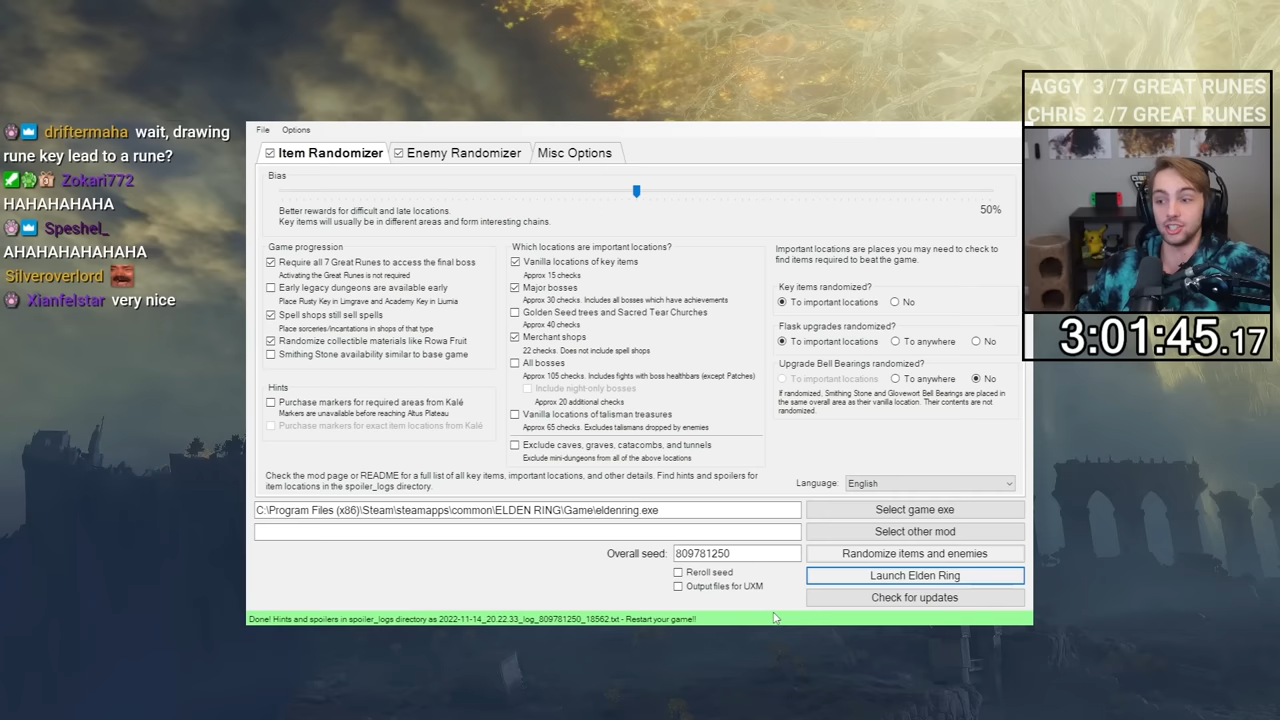 driftermaha wait, drawing
rune key lead to a rune?
Zokari772
HAHAHAHAHA
Speshel_
AHAHAHAHAHAHA
Silveroverlord
Xianfelstar very nice
File Options
Item Randomizer Enemy Randomizer Misc Options
Bias
Better rewards for difficult and late locations.
Key items will usually be in different areas and form interesting chains.
50%
Game progression
Require all 7 Great Runes to access the final boss
Activating the Great Runes is not required
Early legacy dungeons are available early
Place Rusty Key in Limgrave and Academy Key in Liurnia
Spell shops still sell spells
Place sorceries/incantations in shops of that type
Randomize collectible materials like Rowa Fruit
Smithing Stone availability similar to base game
Hints
Purchase markers for required areas from Kalé
Markers are unavailable before reaching Altus Plateau
Purchase markers for exact item locations from Kalé
Which locations are important locations?
Vanilla locations of key items
Approx 15 checks
Major bosses
Approx 30 checks. Includes all bosses which have achievements
Golden Seed trees and Sacred Tear Churches
Approx 40 checks
Merchant shops
22 checks. Does not include spell shops
All bosses
Approx 105 checks. Includes fights with boss healthbars (except Patches)
Include night-only bosses
Approx 20 additional checks
Vanilla locations of talisman treasures
Approx 65 checks. Excludes talismans dropped by enemies
Exclude caves, graves, catacombs, and tunnels
Exclude mini-dungeons from all of the above locations
Important locations are places you may need to check to
find items required to beat the game.
Key items randomized?
To important locations No
Flask upgrades randomized?
To important locations To anywhere No
Upgrade Bell Bearings randomized?
To important locations To anywhere No
If randomized, Smithing Stone and Glovewort Bell Bearings are placed
in the same overall area as their vanilla location. Their contents are not
randomized.
Check the mod page or README for a full list of all key items, important locations, and other details. Find hints and spoilers for
item locations in the spoiler_logs directory.
Language: English
C:\Program Files (x86)\Steam\steamapps\common\ELDEN RING\Game\eldenring.exe
Select game exe
Select other mod
Overall seed: 809781250
Randomize items and enemies
Reroll seed
Launch Elden Ring
Output files for UXM
Check for updates
Done! Hints and spoilers in spoiler_logs directory as 2022-11-14_20.22.33_log_809781250_18562.txt - Restart your game!!
AGGY 3 /7 GREAT RUNES
CHRIS 2 /7 GREAT RUNES
3:01:45.17